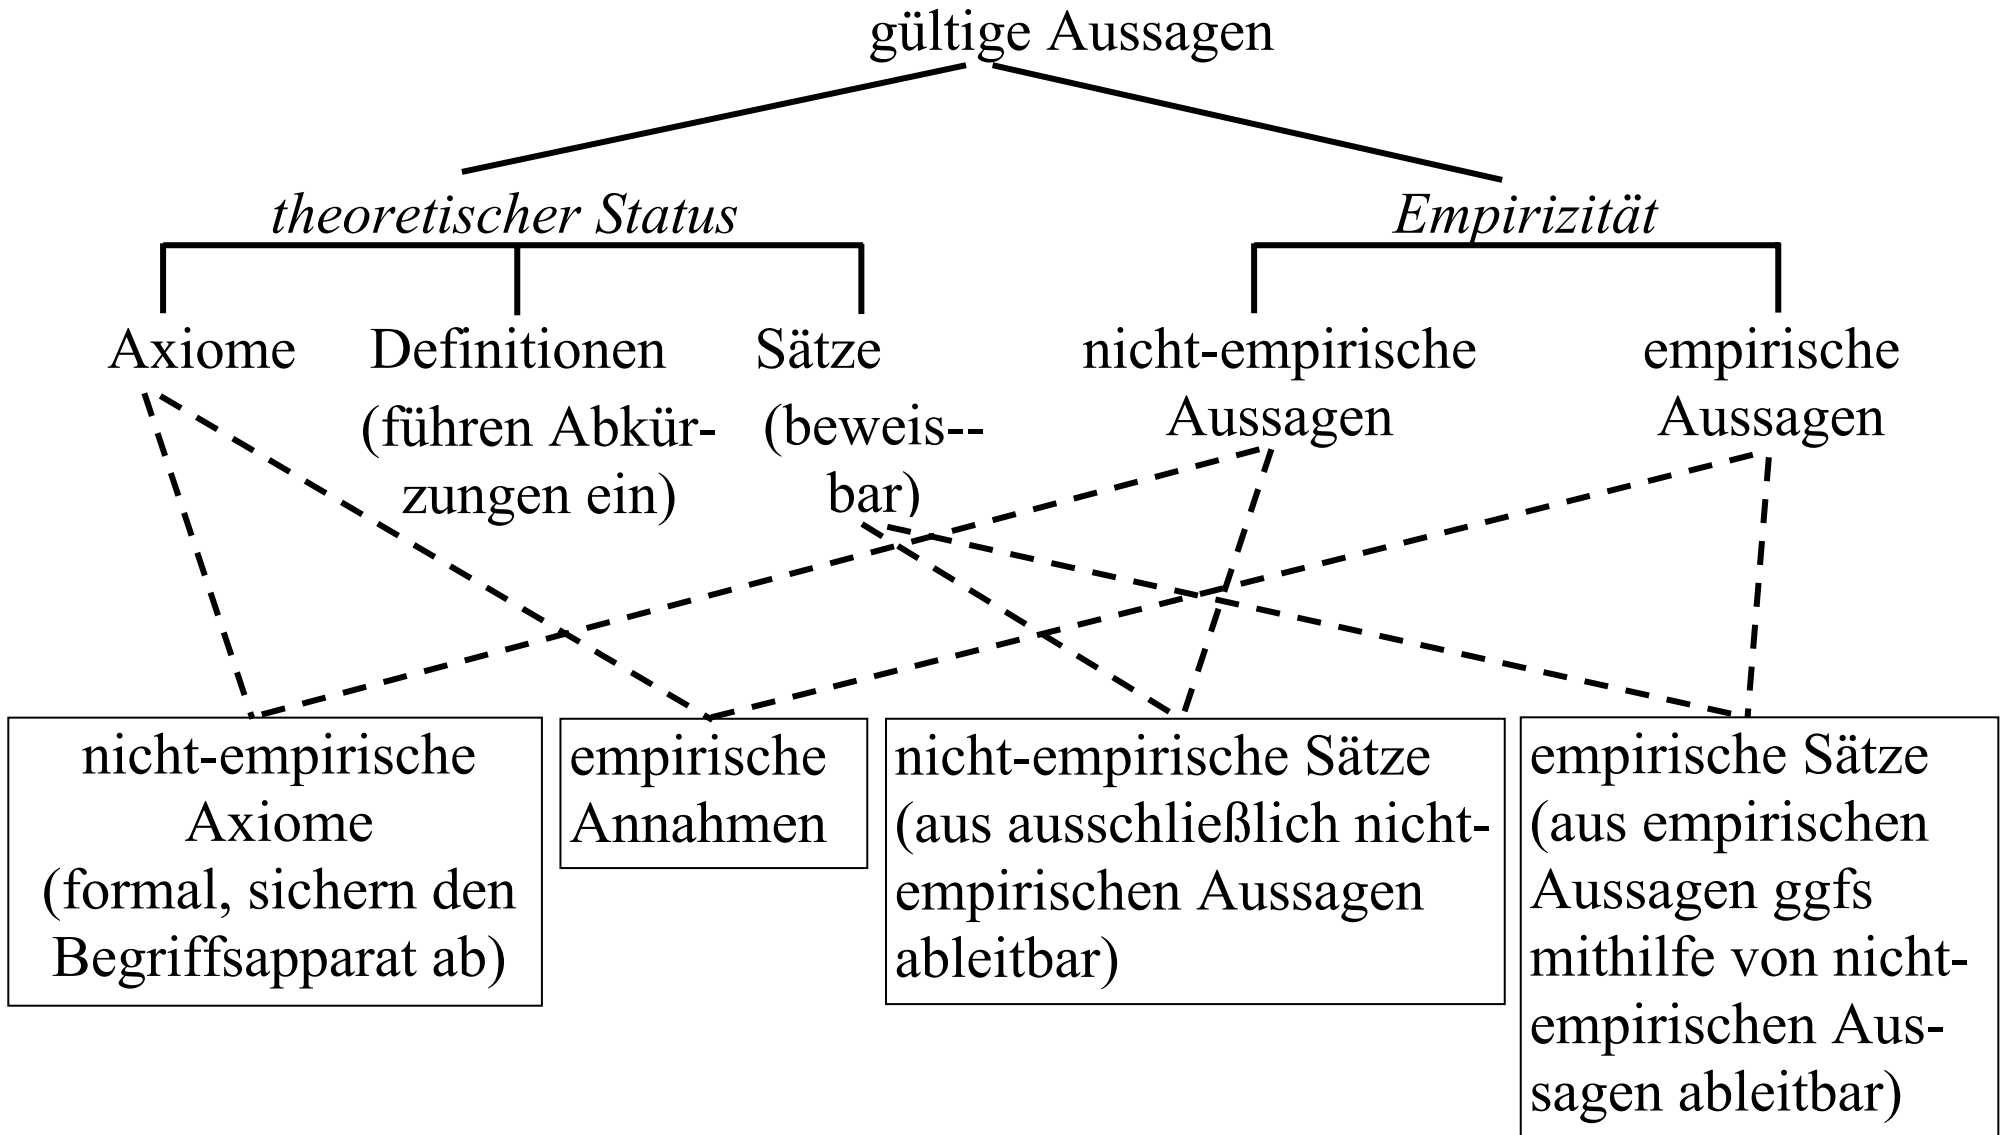 gültige Aussagen
theoretischer Status
Empirizität
Axiome
Definitionen
(führen Abkür-
zungen ein)
Sätze
(beweis--
bar)
nicht-empirische
Aussagen
empirische
Aussagen
nicht-empirische
Axiome
(formal, sichern den
Begriffsapparat ab)
empirische
Annahmen
nicht-empirische Sätze
(aus ausschließlich nicht-
empirischen Aussagen
ableitbar)
empirische Sätze
(aus empirischen
Aussagen ggfs
mithilfe von nicht-
empirischen Aus-
sagen ableitbar)